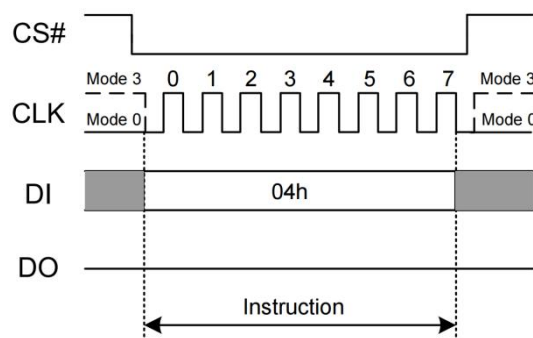 CS#
Mode 3 0 1 2 3 4 5 6 7 Mode 3
CLK
Mode 0 Mode 0
DI 04h
DO
Instruction